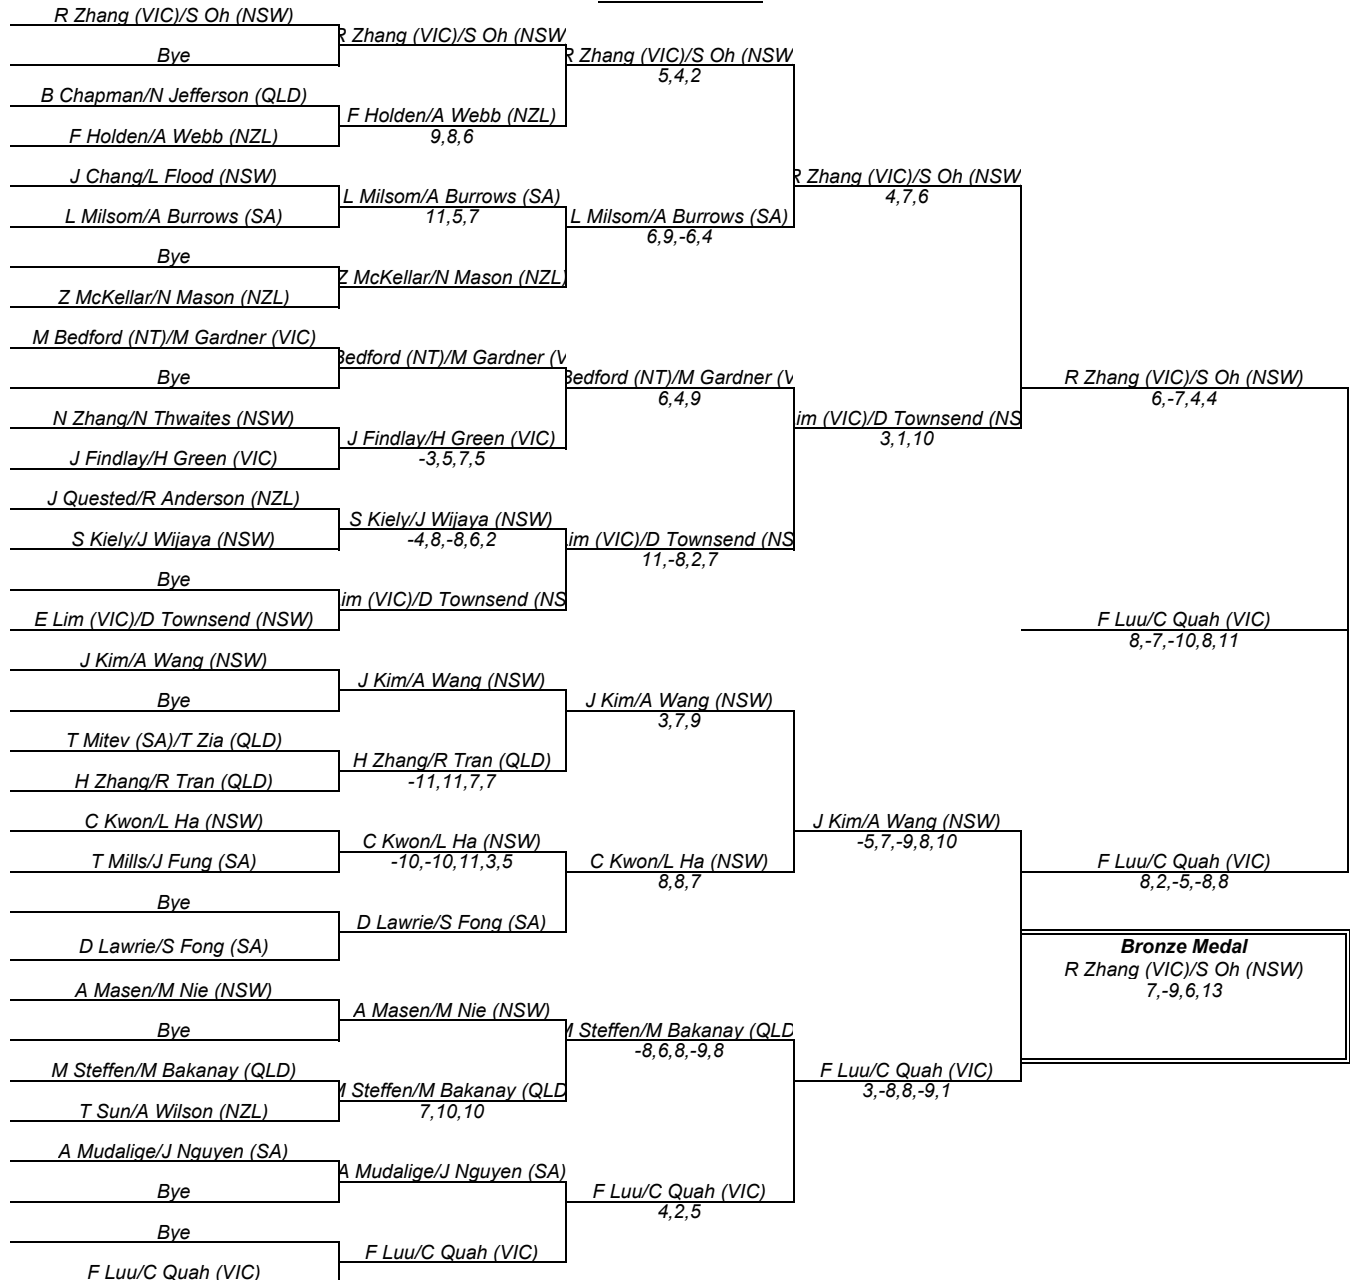 R Zhang (VIC)/S Oh (NSW)
Bye
B Chapman/N Jefferson (QLD)
F Holden/A Webb (NZL)
J Chang/L Flood (NSW)
L Milsom/A Burrows (SA)
Bye
Z McKellar/N Mason (NZL)
M Bedford (NT)/M Gardner (VIC)
Bye
N Zhang/N Thwaites (NSW)
J Findlay/H Green (VIC)
J Quested/R Anderson (NZL)
S Kiely/J Wijaya (NSW)
Bye
E Lim (VIC)/D Townsend (NSW)
J Kim/A Wang (NSW)
Bye
T Mitev (SA)/T Zia (QLD)
H Zhang/R Tran (QLD)
C Kwon/L Ha (NSW)
T Mills/J Fung (SA)
Bye
D Lawrie/S Fong (SA)
A Masen/M Nie (NSW)
Bye
M Steffen/M Bakanay (QLD)
T Sun/A Wilson (NZL)
A Mudalige/J Nguyen (SA)
Bye
Bye
F Luu/C Quah (VIC)
R Zhang (VIC)/S Oh (NSW
F Holden/A Webb (NZL)
9,8,6
L Milsom/A Burrows (SA)
11,5,7
Z McKellar/N Mason (NZL)
Bedford (NT)/M Gardner (V
J Findlay/H Green (VIC)
-3,5,7,5
S Kiely/J Wijaya (NSW)
-4,8,-8,6,2
im (VIC)/D Townsend (NS
J Kim/A Wang (NSW)
H Zhang/R Tran (QLD)
-11,11,7,7
C Kwon/L Ha (NSW)
-10,-10,11,3,5
D Lawrie/S Fong (SA)
A Masen/M Nie (NSW)
M Steffen/M Bakanay (QLD
7,10,10
A Mudalige/J Nguyen (SA)
F Luu/C Quah (VIC)
R Zhang (VIC)/S Oh (NSW
5,4,2
L Milsom/A Burrows (SA)
6,9,-6,4
Bedford (NT)/M Gardner (V
6,4,9
im (VIC)/D Townsend (NS
11,-8,2,7
J Kim/A Wang (NSW)
3,7,9
C Kwon/L Ha (NSW)
8,8,7
M Steffen/M Bakanay (QLD
-8,6,8,-9,8
F Luu/C Quah (VIC)
4,2,5
R Zhang (VIC)/S Oh (NSW
4,7,6
im (VIC)/D Townsend (NS
3,1,10
J Kim/A Wang (NSW)
-5,7,-9,8,10
F Luu/C Quah (VIC)
3,-8,8,-9,1
R Zhang (VIC)/S Oh (NSW)
6,-7,4,4
F Luu/C Quah (VIC)
8,-7,-10,8,11
F Luu/C Quah (VIC)
8,2,-5,-8,8
Bronze Medal
R Zhang (VIC)/S Oh (NSW)
7,-9,6,13